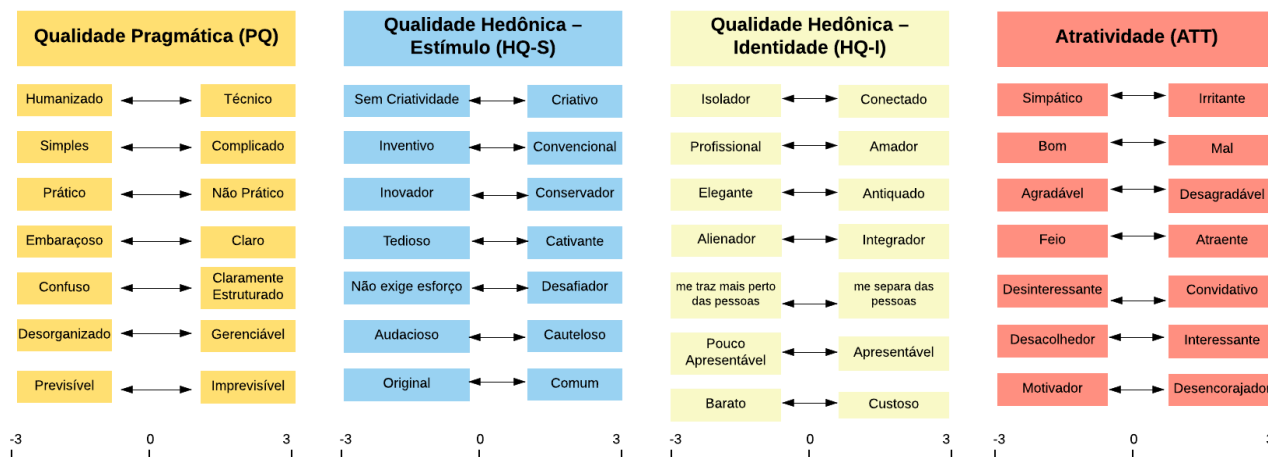 Qualidade Pragmática (PQ)
Humanizado Técnico
Simples Complicado
Prático Não Prático
Embaraçoso Claro
Confuso Claramente
Estruturado
Desorganizado Gerenciável
Previsível Imprevisível
-3 0 3
Qualidade Hedônica –
Estímulo (HQ-S)
Sem Criatividade Criativo
Inventivo Convencional
Inovador Conservador
Tedioso Cativante
Não exige esforço Desafiador
Audacioso Cauteloso
Original Comum
-3 0 3
Qualidade Hedônica –
Identidade (HQ-I)
Isolador Conectado
Profissional Amador
Elegante Antiquado
Alienador Integrador
me traz mais perto me separa das
das pessoas pessoas
Pouco
Apresentável Apresentável
Barato Custoso
-3 0 3
Atratividade (ATT)
Simpático Irritante
Bom Mal
Agradável Desagradável
Feio Atraente
Desinteressante Convidativo
Desacolhedor Interessante
Motivador Desencorajador
-3 0 3